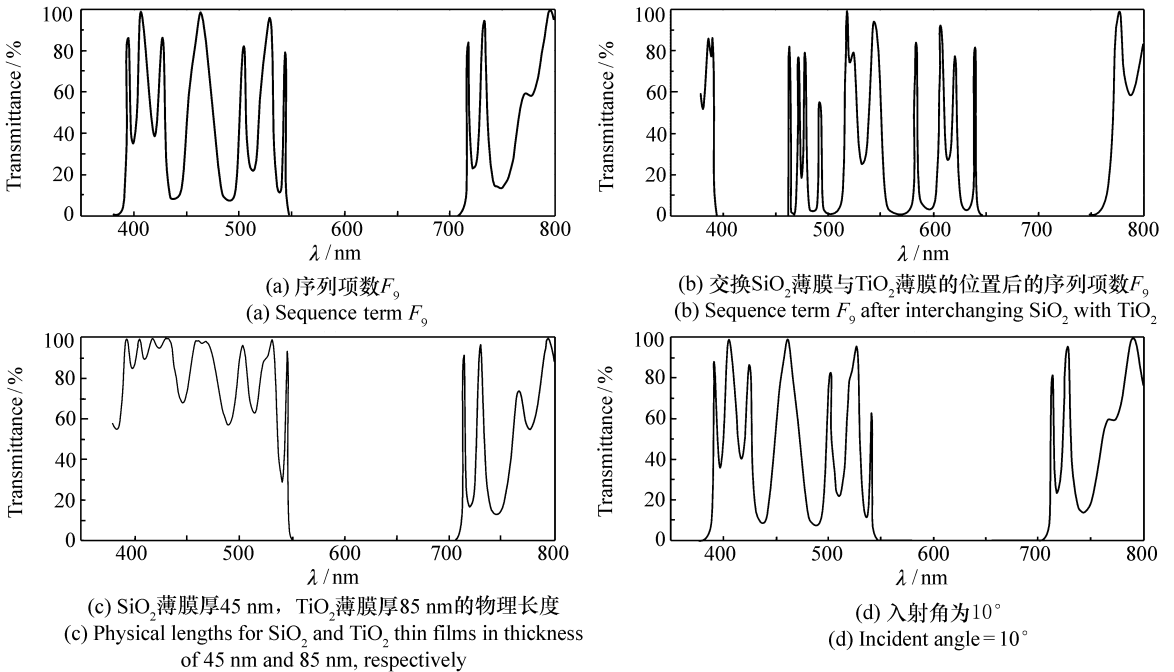 Transmittance / %
100
80
60
40
20
0
400
500
600
700
800
λ / nm
(a) 序列项数F₉
(a) Sequence term F₉
Transmittance / %
100
80
60
40
20
0
400
500
600
700
800
λ / nm
(b) 交换SiO₂薄膜与TiO₂薄膜的位置后的序列项数F₉
(b) Sequence term F₉ after interchanging SiO₂ with TiO₂
Transmittance / %
100
80
60
40
20
0
400
500
600
700
800
λ / nm
(c) SiO₂薄膜厚45 nm，TiO₂薄膜厚85 nm的物理长度
(c) Physical lengths for SiO₂ and TiO₂ thin films in thickness
of 45 nm and 85 nm, respectively
Transmittance / %
100
80
60
40
20
0
400
500
600
700
800
λ / nm
(d) 入射角为10°
(d) Incident angle=10°